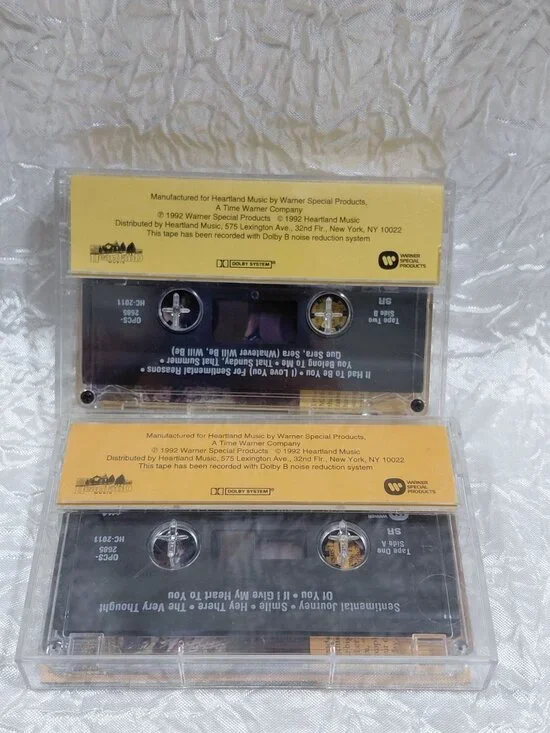 Manufactured for Heartland Music by Warner Special Products,
A Time Warner Company
℗ 1992 Warner Special Products © 1992 Heartland Music
Distributed by Heartland Music, 575 Lexington Ave., 32nd Flr., New York, NY 10022
This tape has been recorded with Dolby B noise reduction system
DOLBY SYSTEM®
WARNER
SPECIAL
PRODUCTS
It Had To Be You • (I Love You) For Sentimental Reasons •
You Belong To Me • That Sunday, That Summer •
Que Sera, Sera (Whatever Will Be, Will Be)
Tape Two
Side B
SR
OPCS-
2685
HC-2011
Manufactured for Heartland Music by Warner Special Products,
A Time Warner Company
℗ 1992 Warner Special Products © 1992 Heartland Music
Distributed by Heartland Music, 575 Lexington Ave., 32nd Flr., New York, NY 10022
This tape has been recorded with Dolby B noise reduction system
DOLBY SYSTEM®
WARNER
SPECIAL
PRODUCTS
Sentimental Journey • Smile • Hey There • The Very Thought
Of You • If I Give My Heart To You
Tape One
Side A
SR
OPCS-
2685
HC-2011
WARNER